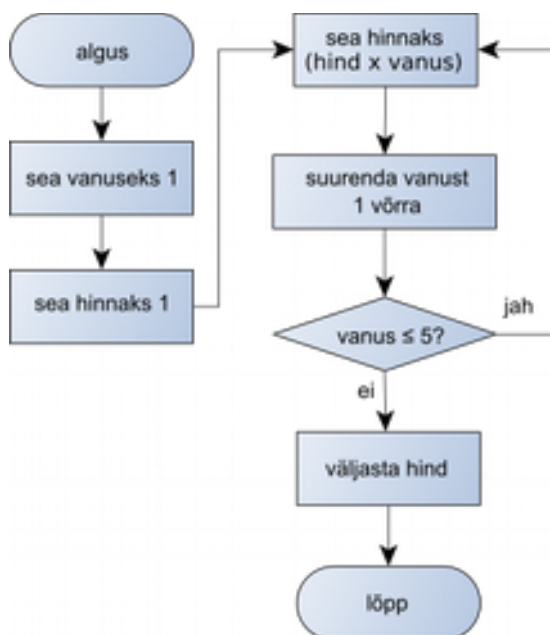 algus
sea vanuseks 1
sea hinnaks 1
sea hinnaks
(hind x vanus)
suurenda vanust
1 võrra
vanus ≤ 5?
jah
ei
väljasta hind
lõpp